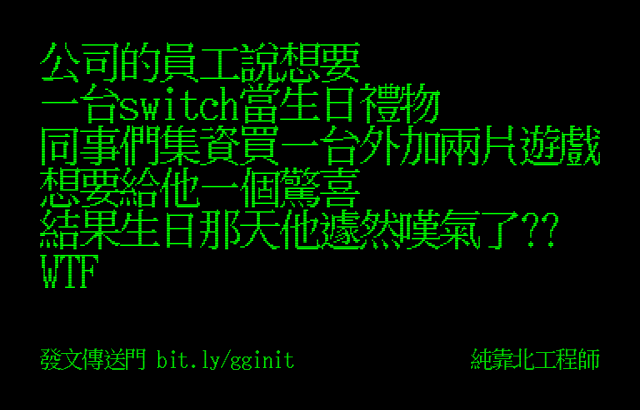 公司的員工說想要
一台switch當生日禮物
同事們集資買一台外加兩片遊戲
想要給他一個驚喜
結果生日那天他遽然嘆氣了??
WTF
發文傳送門 bit.ly/gginit
純靠北工程師